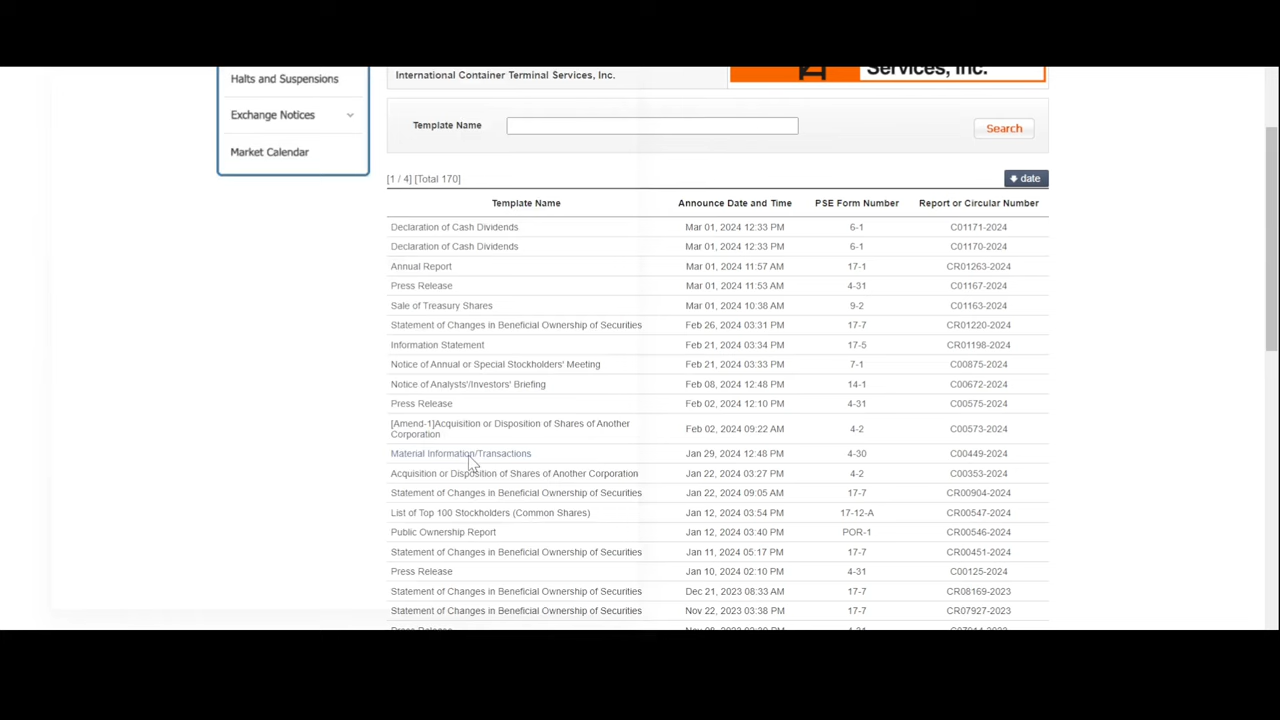 Halts and Suspensions
Exchange Notices
Market Calendar
International Container Terminal Services, Inc.
Services, Inc.
Template Name
Search
[1 / 4] [Total 170]
date
Template Name Announce Date and Time PSE Form Number Report or Circular Number
Declaration of Cash Dividends Mar 01, 2024 12:33 PM 6-1 C01171-2024
Declaration of Cash Dividends Mar 01, 2024 12:33 PM 6-1 C01170-2024
Annual Report Mar 01, 2024 11:57 AM 17-1 CR01263-2024
Press Release Mar 01, 2024 11:53 AM 4-31 C01167-2024
Sale of Treasury Shares Mar 01, 2024 10:38 AM 9-2 C01163-2024
Statement of Changes in Beneficial Ownership of Securities Feb 26, 2024 03:31 PM 17-7 CR01220-2024
Information Statement Feb 21, 2024 03:34 PM 17-5 CR01198-2024
Notice of Annual or Special Stockholders' Meeting Feb 21, 2024 03:33 PM 7-1 C00875-2024
Notice of Analysts'/Investors' Briefing Feb 08, 2024 12:48 PM 14-1 C00672-2024
Press Release Feb 02, 2024 12:10 PM 4-31 C00575-2024
[Amend-1]Acquisition or Disposition of Shares of Another
Corporation Feb 02, 2024 09:22 AM 4-2 C00573-2024
Material Information/Transactions Jan 29, 2024 12:48 PM 4-30 C00449-2024
Acquisition or Disposition of Shares of Another Corporation Jan 22, 2024 03:27 PM 4-2 C00353-2024
Statement of Changes in Beneficial Ownership of Securities Jan 22, 2024 09:05 AM 17-7 CR00904-2024
List of Top 100 Stockholders (Common Shares) Jan 12, 2024 03:54 PM 17-12-A CR00547-2024
Public Ownership Report Jan 12, 2024 03:40 PM POR-1 CR00546-2024
Statement of Changes in Beneficial Ownership of Securities Jan 11, 2024 05:17 PM 17-7 CR00451-2024
Press Release Jan 10, 2024 02:10 PM 4-31 C00125-2024
Statement of Changes in Beneficial Ownership of Securities Dec 21, 2023 08:33 AM 17-7 CR08169-2023
Statement of Changes in Beneficial Ownership of Securities Nov 22, 2023 03:38 PM 17-7 CR07927-2023